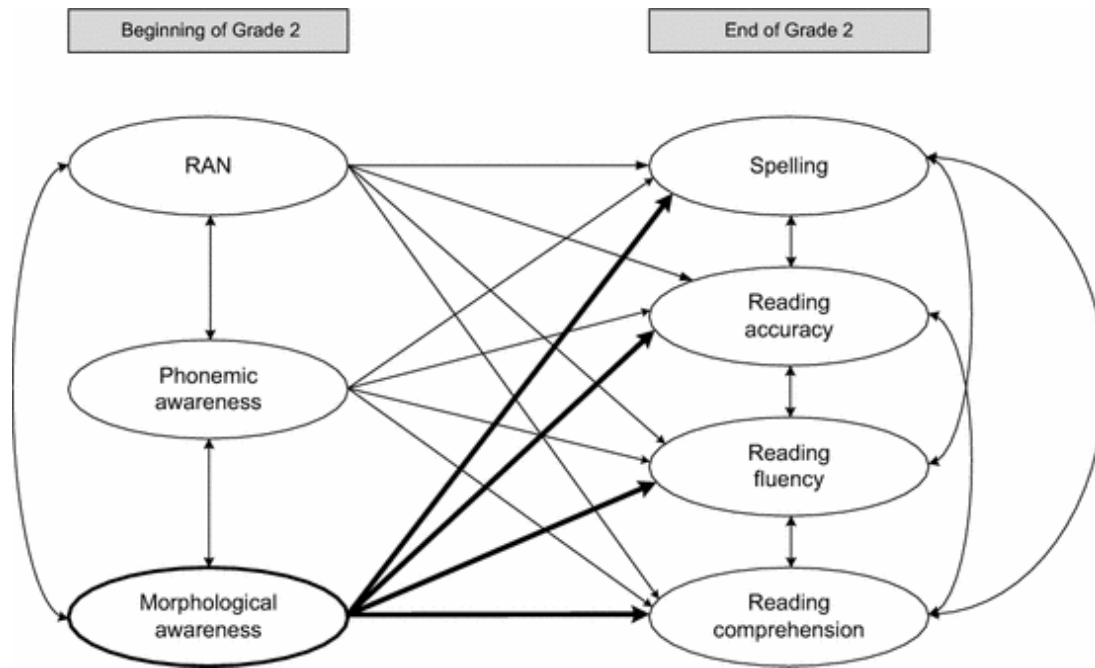 Beginning of Grade 2
End of Grade 2
RAN
Spelling
Reading
accuracy
Phonemic
awareness
Reading
fluency
Morphological
awareness
Reading
comprehension